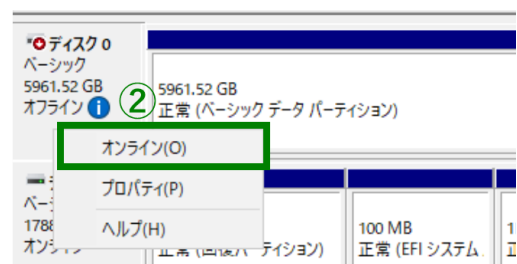 ディスク 0
ベーシック
5961.52 GB
オフライン
②
5961.52 GB
正常 (ベーシック データ パーティション)
オンライン(O)
プロパティ(P)
ヘルプ(H)
100 MB
正常 (EFI システム